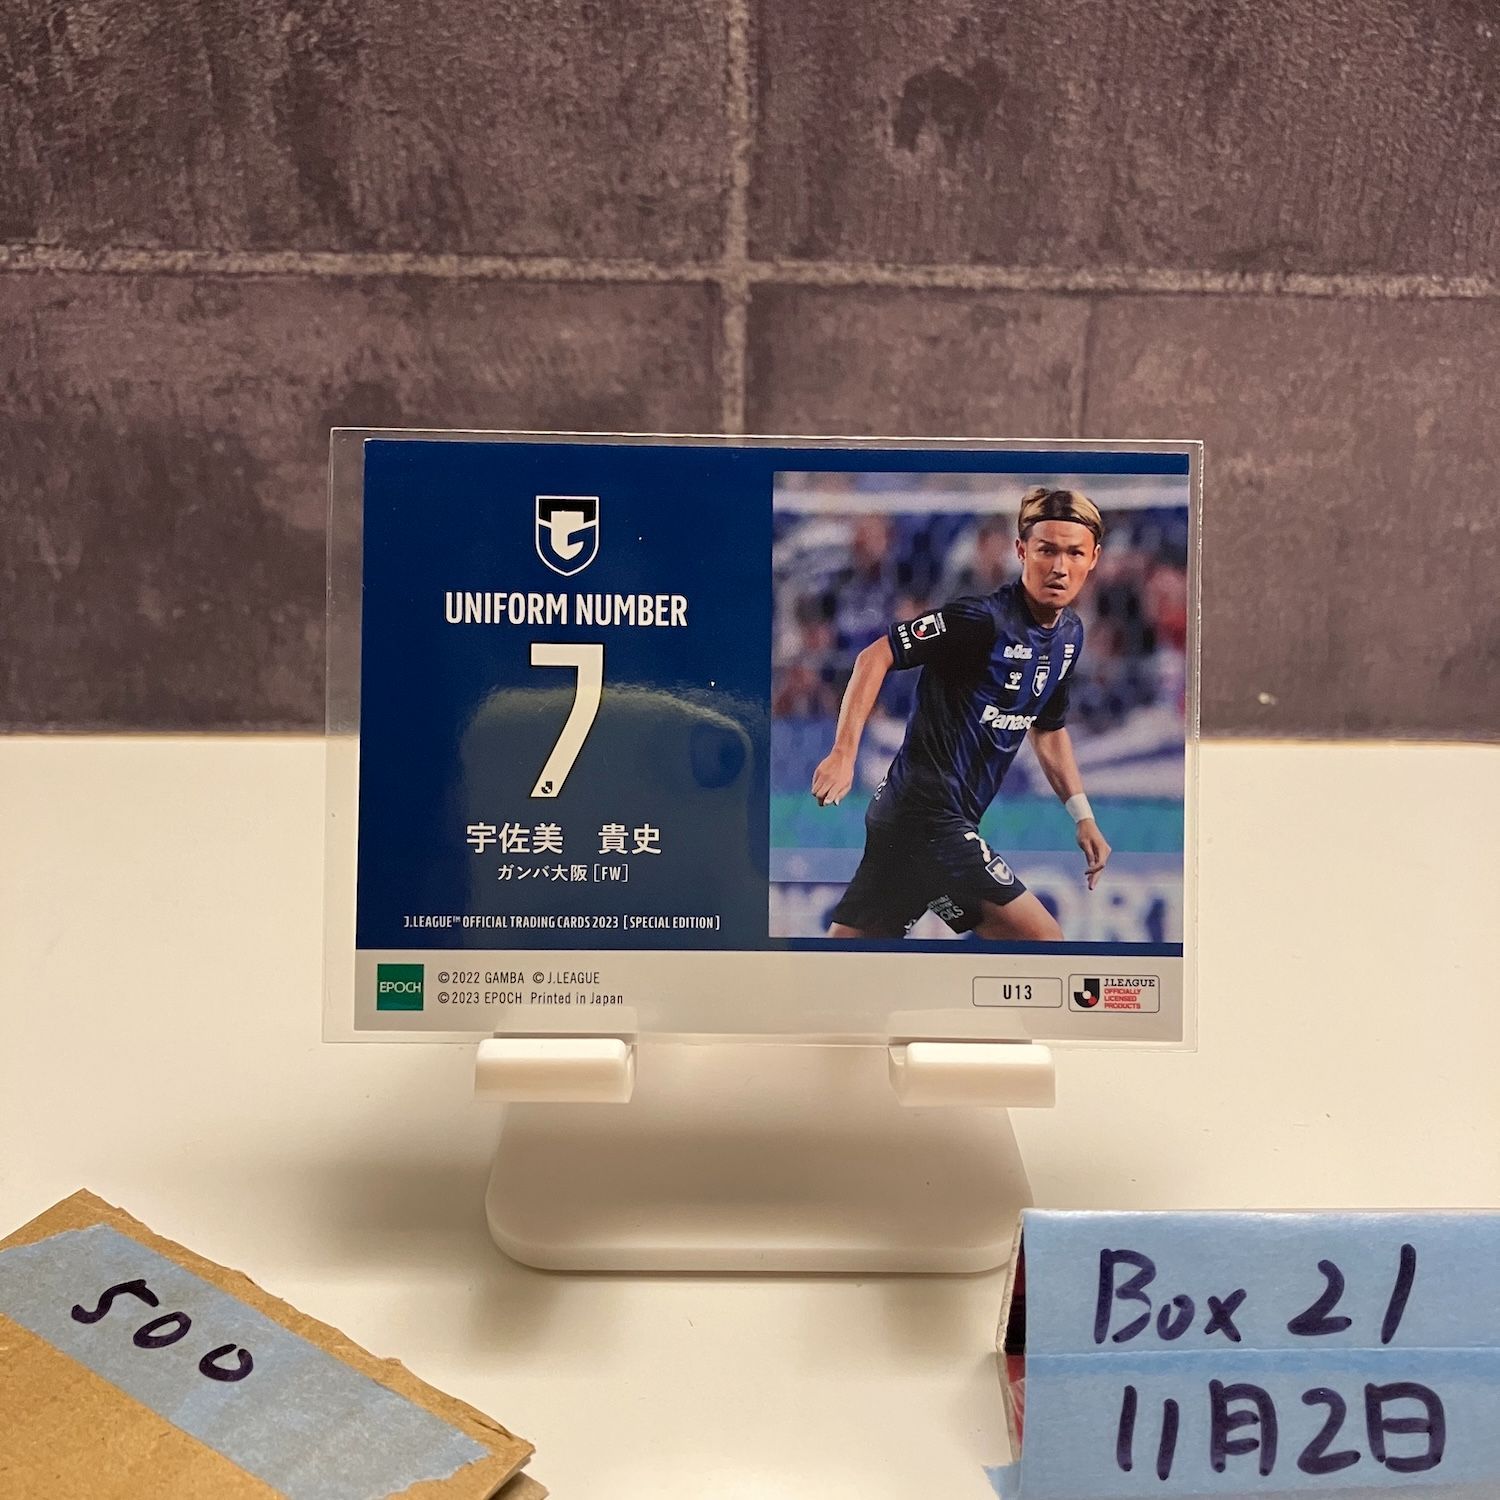 UNIFORM NUMBER
7
宇佐美 貴史
ガンバ大阪[FW]
J.LEAGUE™ OFFICIAL TRADING CARDS 2023 [SPECIAL EDITION]
Panaso
7
EPOCH
©2022 GAMBA ©J.LEAGUE
©2023 EPOCH Printed in Japan
U13
J.LEAGUE
OFFICIALLY
LICENSED
PRODUCTS
500
Box 21
11月2日